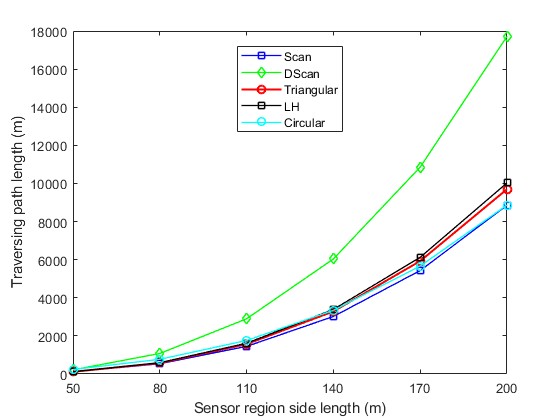 18000
16000
14000
12000
10000
8000
6000
4000
2000
0
Traversing path length (m)
Scan
DScan
Triangular
LH
Circular
50 80 110 140 170 200
Sensor region side length (m)